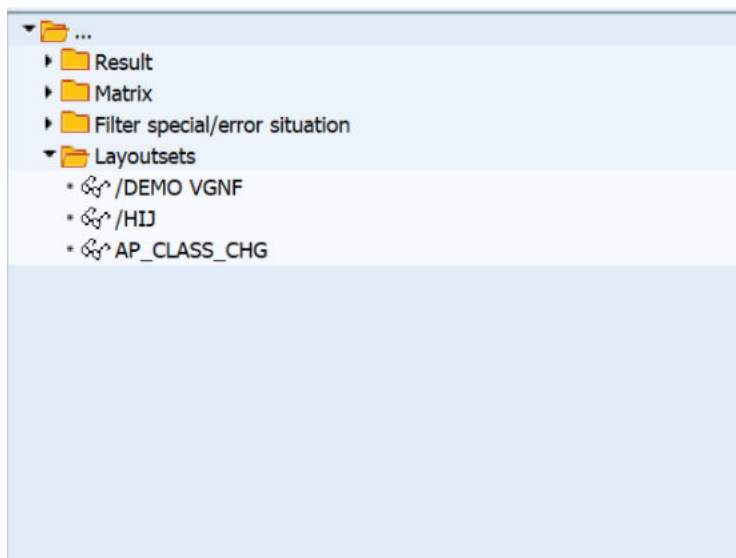 ...
Result
Matrix
Filter special/error situation
Layoutsets
/DEMO VGNF
/HIJ
AP_CLASS_CHG